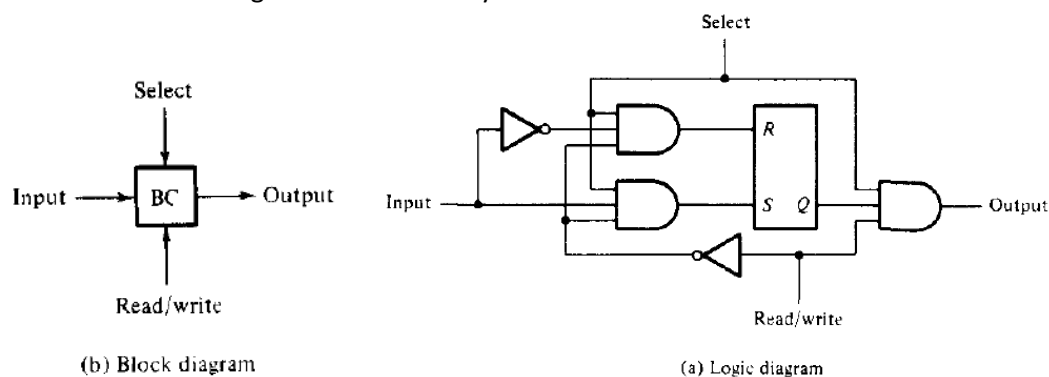 Select
Input
BC
Output
Read/write
(b) Block diagram
Select
R
Input
S
Q
Output
Read/write
(a) Logic diagram